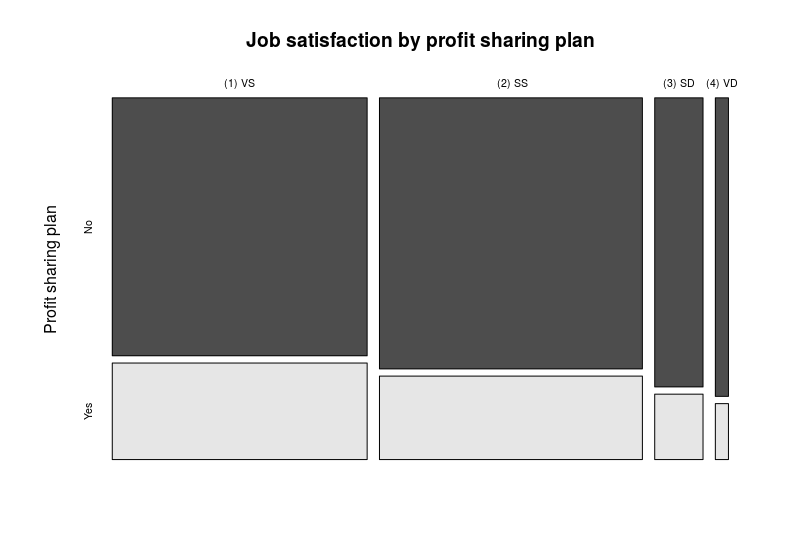 Job satisfaction by profit sharing plan
(1) VS (2) SS (3) SD (4) VD
Profit sharing plan
No
Yes